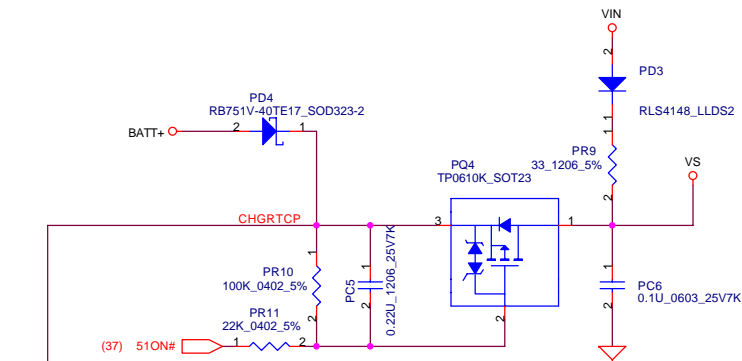 VIN
2
PD3
PD4
RB751V-40TE17_SOD323-2
RLS4148_LLDS2
BATT+ 2 1
1
1
PR9
33_1206_5%
PQ4
TP0610K_SOT23
VS
2
CHGRTCP
3 1
1
1
1
PR10
100K_0402_5%
PC5
0.22U_1206_25V7K
PC6
0.1U_0603_25V7K
2
2
2
2
PR11
22K_0402_5%
(37) 51ON# 1 2